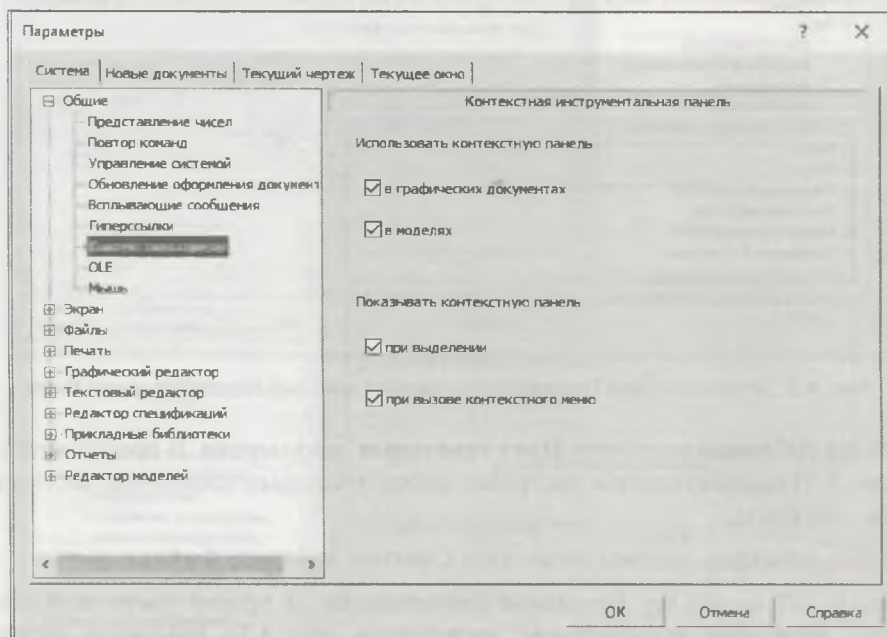 Параметры
Система
Новые документы
Текущий чертеж
Текущее окно
Общие
Представление чисел
Повтор команд
Управление системой
Обновление оформления документ
Всплывающие сообщения
Гиперссылки
OLE
Мышь
Экран
Файлы
Печать
Графический редактор
Текстовый редактор
Редактор спецификаций
Прикладные библиотеки
Отчеты
Редактор моделей
Контекстная инструментальная панель
Использовать контекстную панель
в графических документах
в моделях
Показывать контекстную панель
при выделении
при вызове контекстного меню
OK
Отмена
Справка